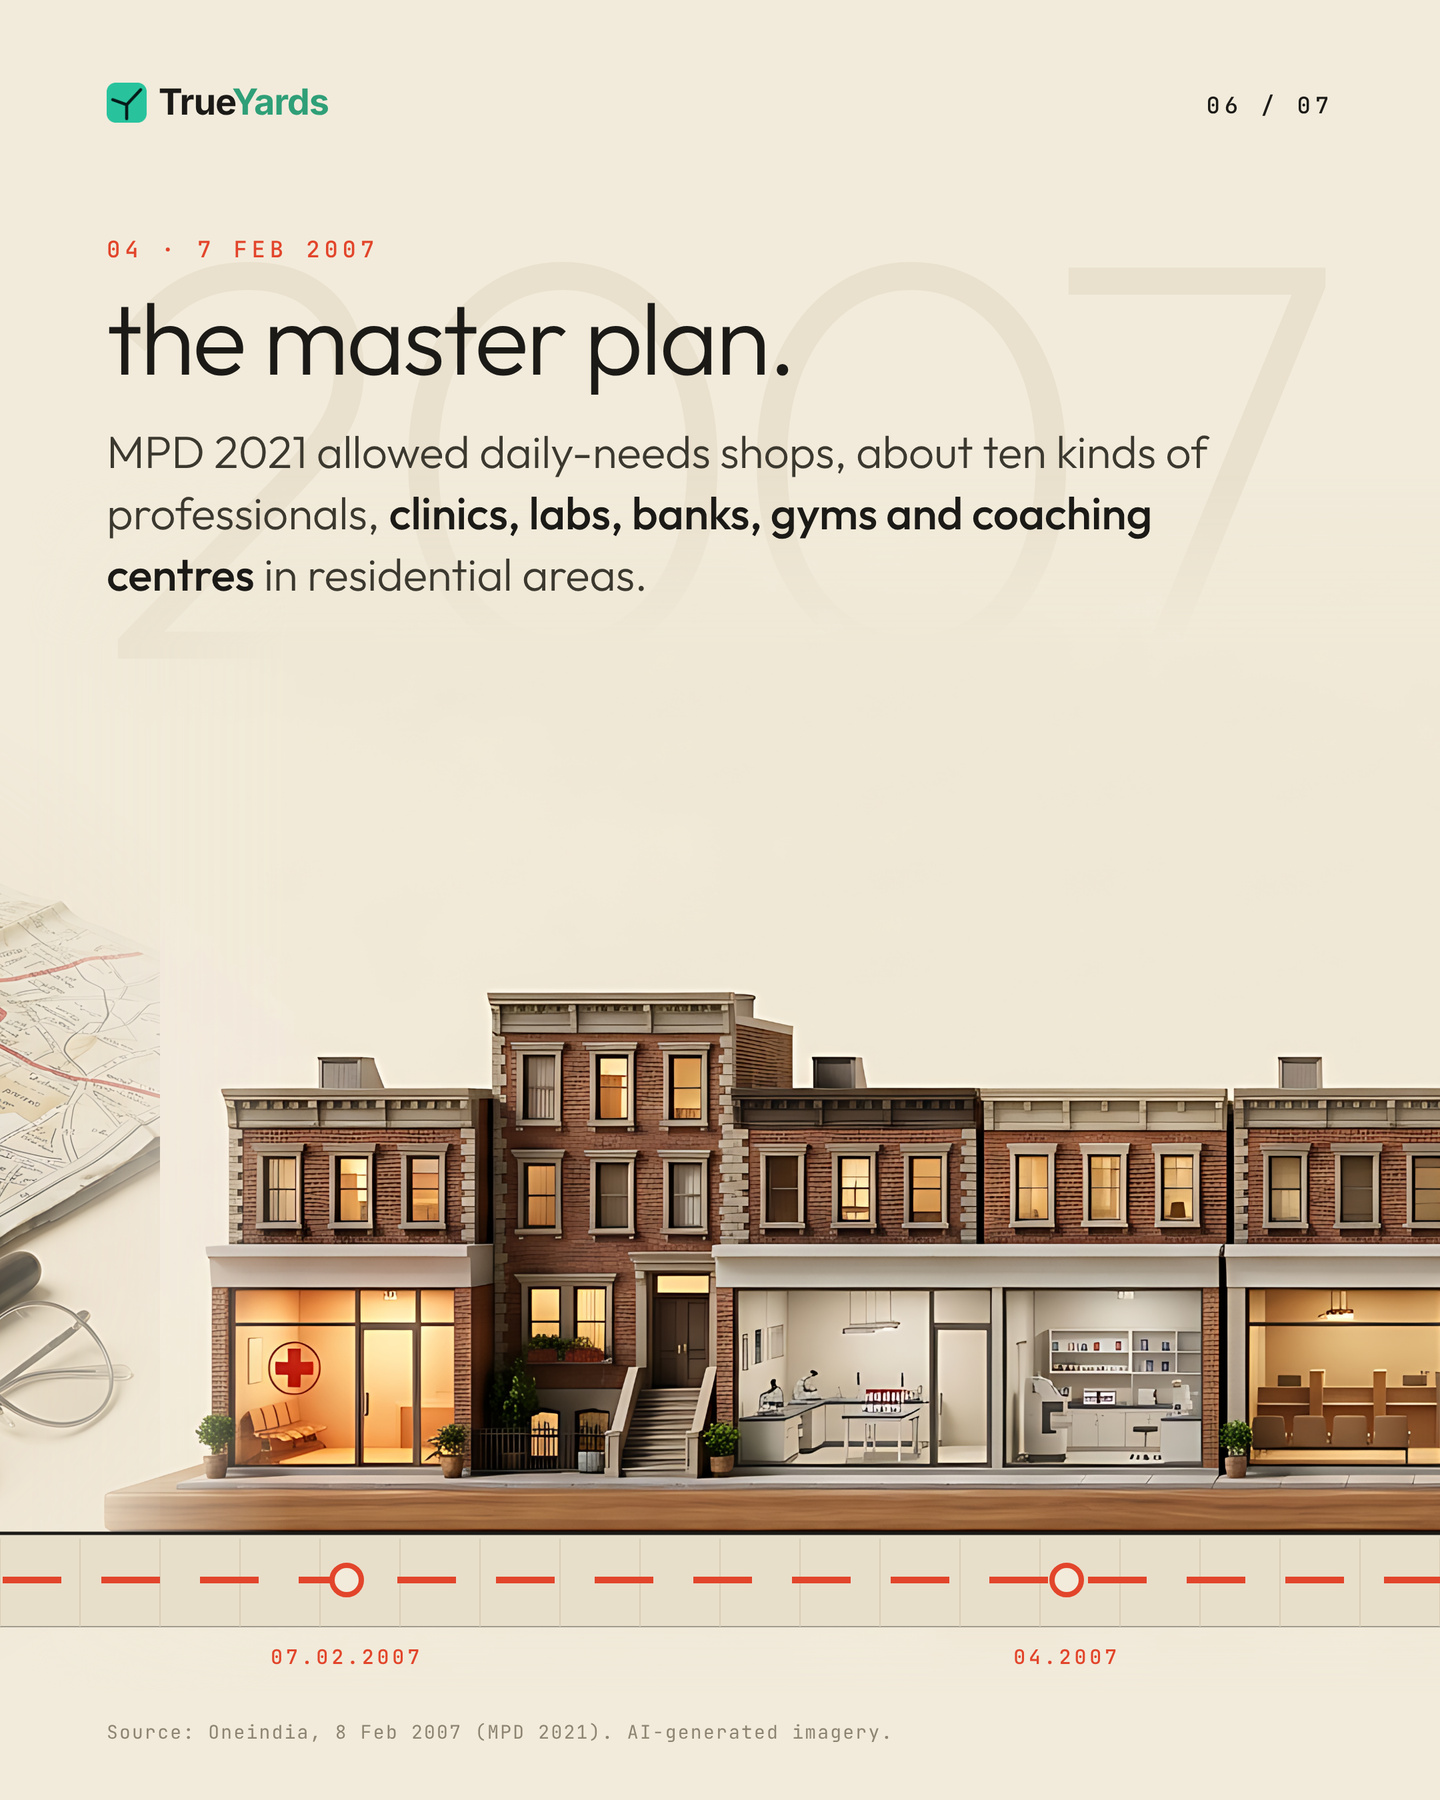 TrueYards
06 / 07
04 · 7 FEB 2007
2007
the master plan.
MPD 2021 allowed daily-needs shops, about ten kinds of
professionals, clinics, labs, banks, gyms and coaching
centres in residential areas.
07.02.2007
04.2007
Source: Oneindia, 8 Feb 2007 (MPD 2021). AI-generated imagery.